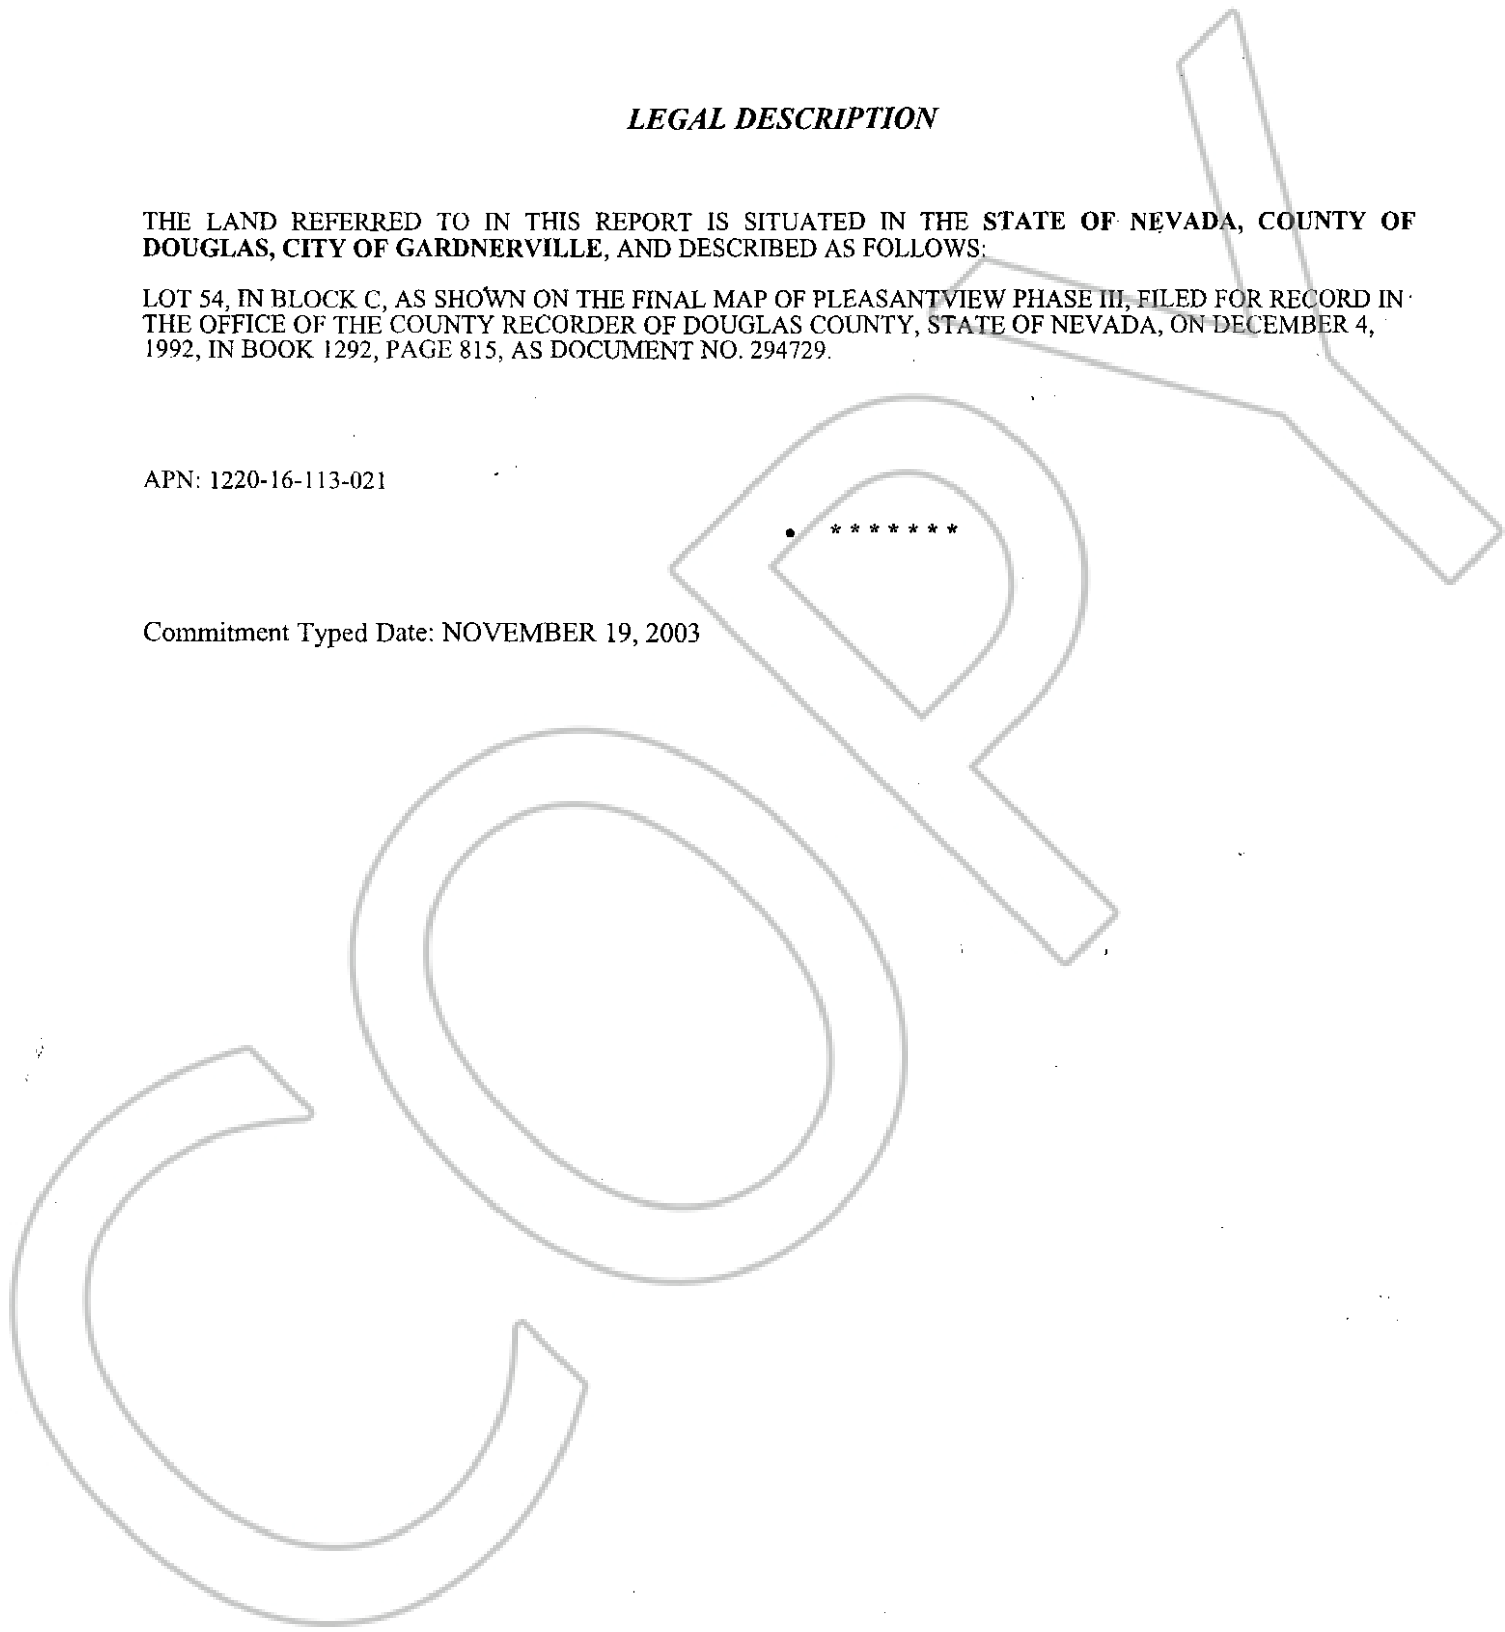 LEGAL DESCRIPTION
THE LAND REFERRED TO IN THIS REPORT IS SITUATED IN THE STATE OF NEVADA, COUNTY OF
DOUGLAS, CITY OF GARDNERVILLE, AND DESCRIBED AS FOLLOWS:
LOT 54, IN BLOCK C, AS SHOWN ON THE FINAL MAP OF PLEASANTVIEW PHASE III, FILED FOR RECORD IN
THE OFFICE OF THE COUNTY RECORDER OF DOUGLAS COUNTY, STATE OF NEVADA, ON DECEMBER 4,
1992, IN BOOK 1292, PAGE 815, AS DOCUMENT NO. 294729.
APN: 1220-16-113-021
• * * * * * * *
Commitment Typed Date: NOVEMBER 19, 2003
COPY